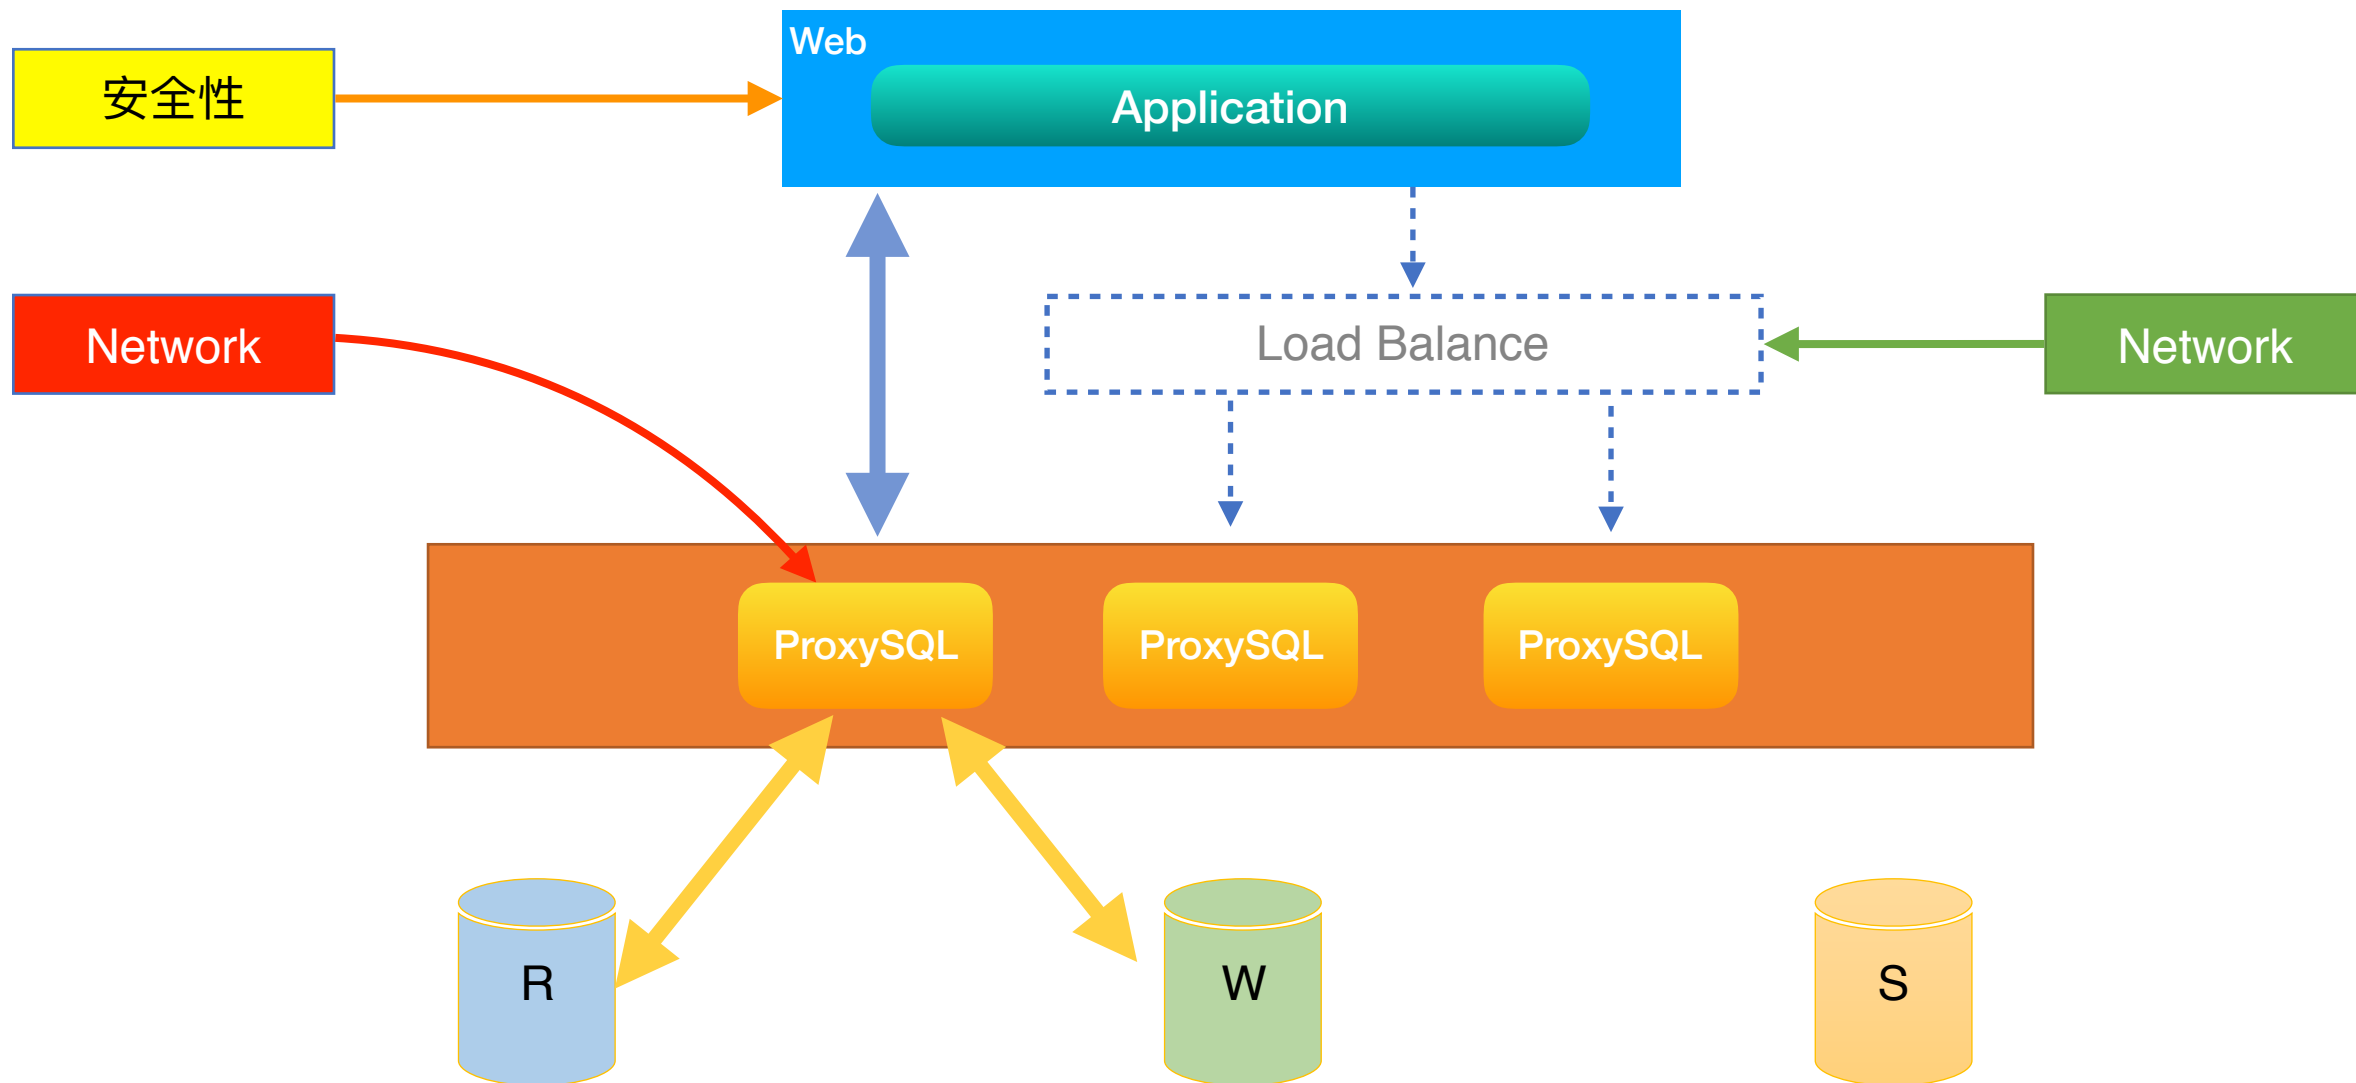 Web
安全性
Application
Network
Load Balance
Network
ProxySQL
ProxySQL
ProxySQL
R
W
S